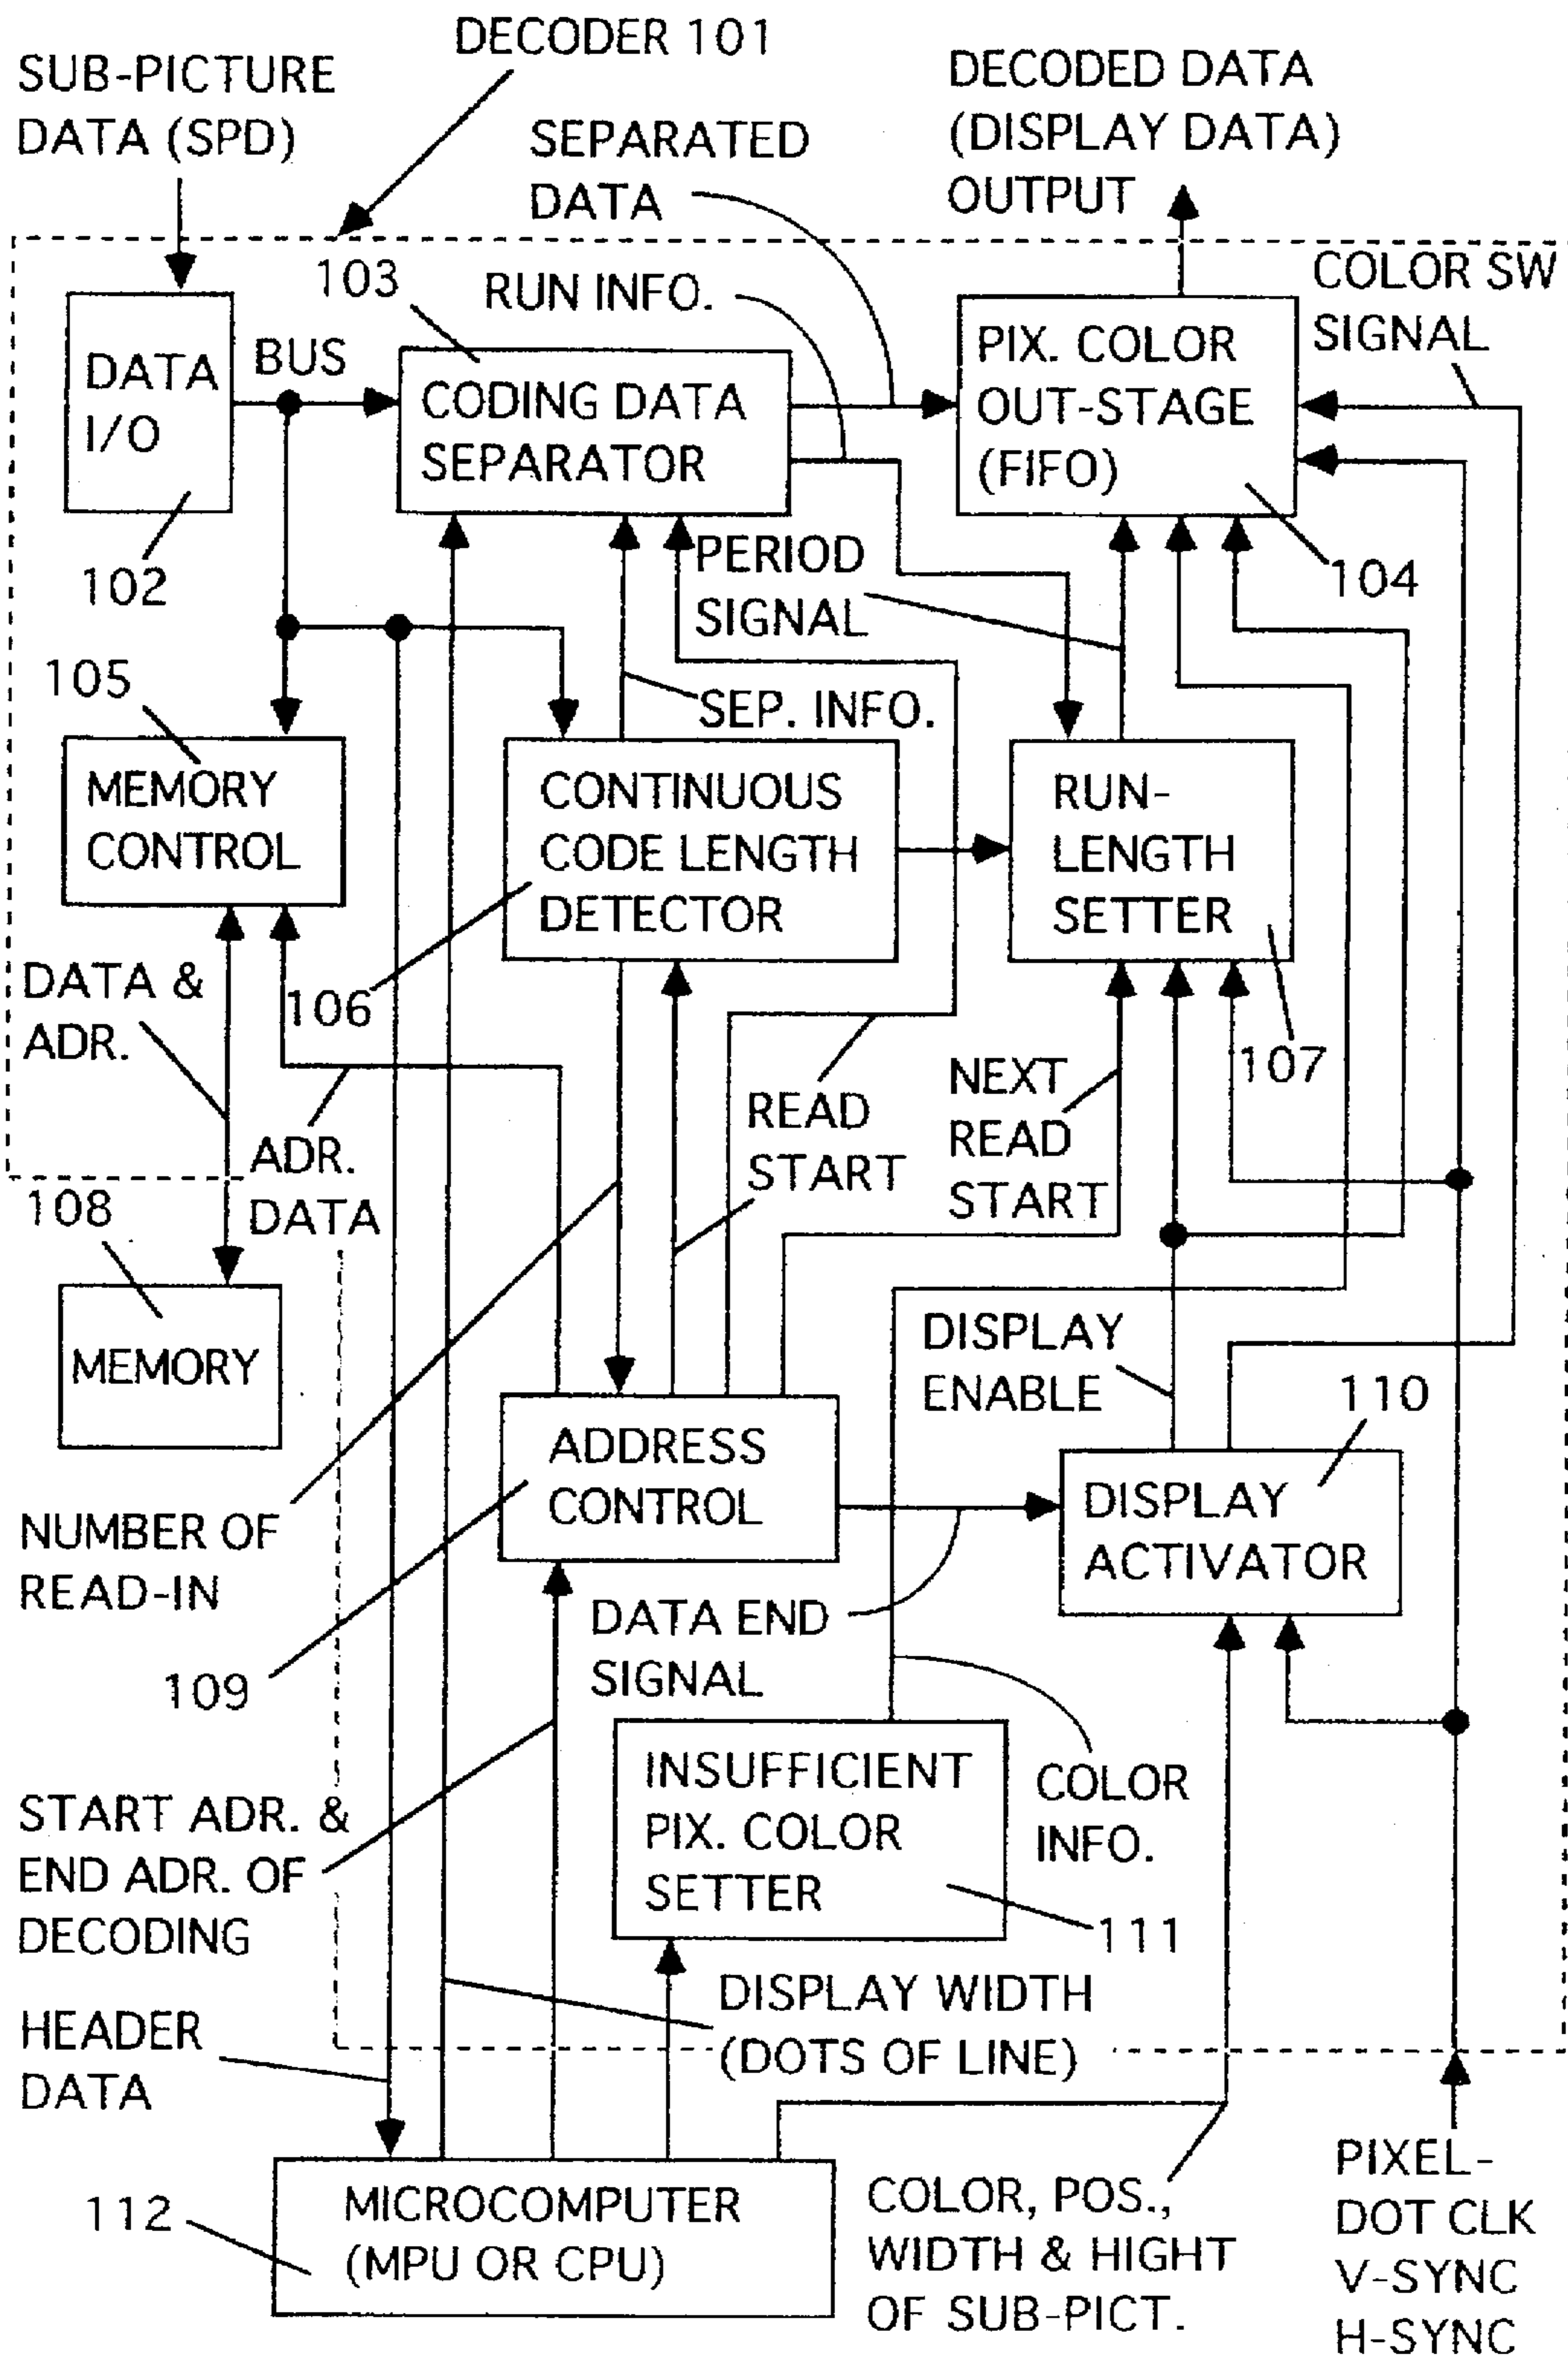 DECODER 101
SUB-PICTURE
DATA (SPD)
SEPARATED
DATA
DECODED DATA
(DISPLAY DATA)
OUTPUT
103
RUN INFO.
COLOR SW
SIGNAL
DATA
I/O
BUS
CODING DATA
SEPARATOR
PIX. COLOR
OUT-STAGE
(FIFO)
102
PERIOD
SIGNAL
104
105
SEP. INFO.
MEMORY
CONTROL
CONTINUOUS
CODE LENGTH
DETECTOR
RUN-
LENGTH
SETTER
DATA &
ADR.
106
107
READ
START
NEXT
READ
START
ADR.
DATA
108
MEMORY
DISPLAY
ENABLE
110
ADDRESS
CONTROL
DISPLAY
ACTIVATOR
NUMBER OF
READ-IN
109
DATA END
SIGNAL
INSUFFICIENT
PIX. COLOR
SETTER
COLOR
INFO.
111
START ADR. &
END ADR. OF
DECODING
DISPLAY WIDTH
(DOTS OF LINE)
HEADER
DATA
112
MICROCOMPUTER
(MPU OR CPU)
COLOR, POS.,
WIDTH & HIGHT
OF SUB-PICT.
PIXEL-
DOT CLK
V-SYNC
H-SYNC